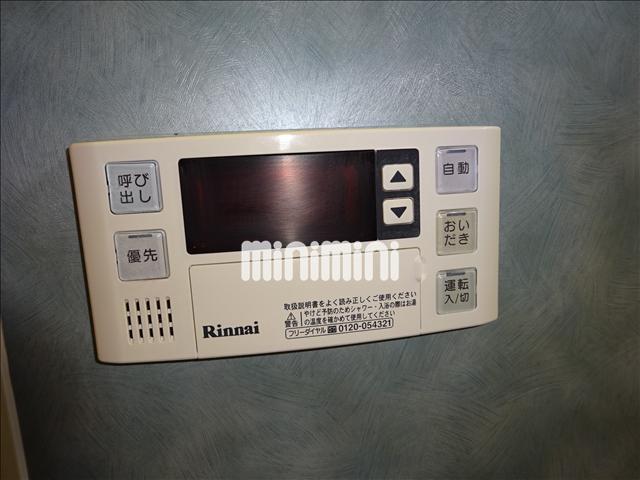 呼び
出し
優先
自動
おい
だき
運転
入/切
minimini
Rinnai
取扱説明書をよく読み正しくご使用ください
警告
やけど予防のためシャワー・入浴の際はお湯
の温度を確かめて使用してください
フリーダイヤル 0120-054321